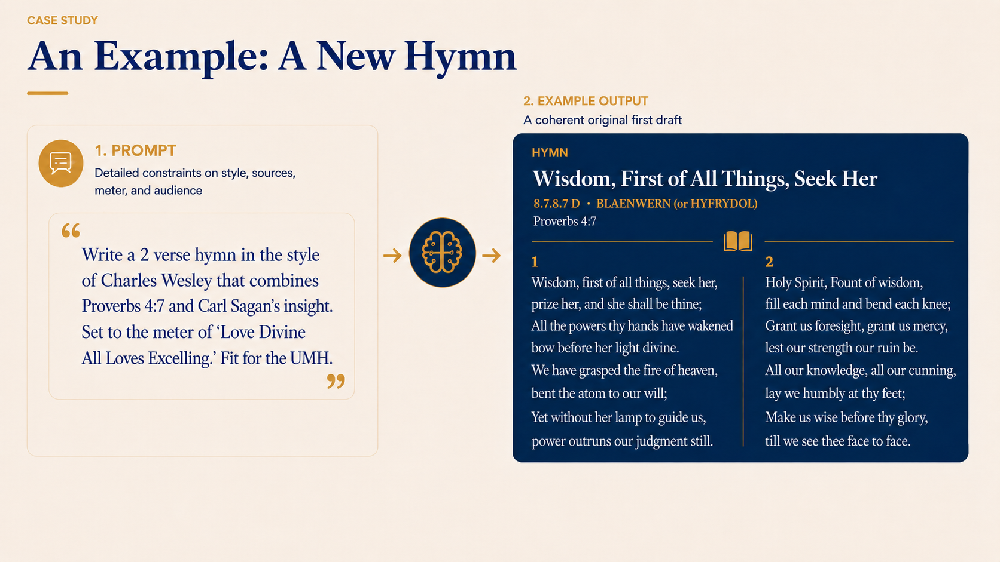 CASE STUDY
An Example: A New Hymn
1. PROMPT
Detailed constraints on style, sources,
meter, and audience
“
Write a 2 verse hymn in the style
of Charles Wesley that combines
Proverbs 4:7 and Carl Sagan’s insight.
Set to the meter of ‘Love Divine
All Loves Excelling.’ Fit for the UMH.
”
2. EXAMPLE OUTPUT
A coherent original first draft
HYMN
Wisdom, First of All Things, Seek Her
8.7.8.7 D • BLAENWERN (or HYFRYDOL)
Proverbs 4:7
1
Wisdom, first of all things, seek her,
prize her, and she shall be thine;
All the powers thy hands have wakened
bow before her light divine.
We have grasped the fire of heaven,
bent the atom to our will;
Yet without her lamp to guide us,
power outruns our judgment still.
2
Holy Spirit, Fount of wisdom,
fill each mind and bend each knee;
Grant us foresight, grant us mercy,
lest our strength our ruin be.
All our knowledge, all our cunning,
lay we humbly at thy feet;
Make us wise before thy glory,
till we see thee face to face.